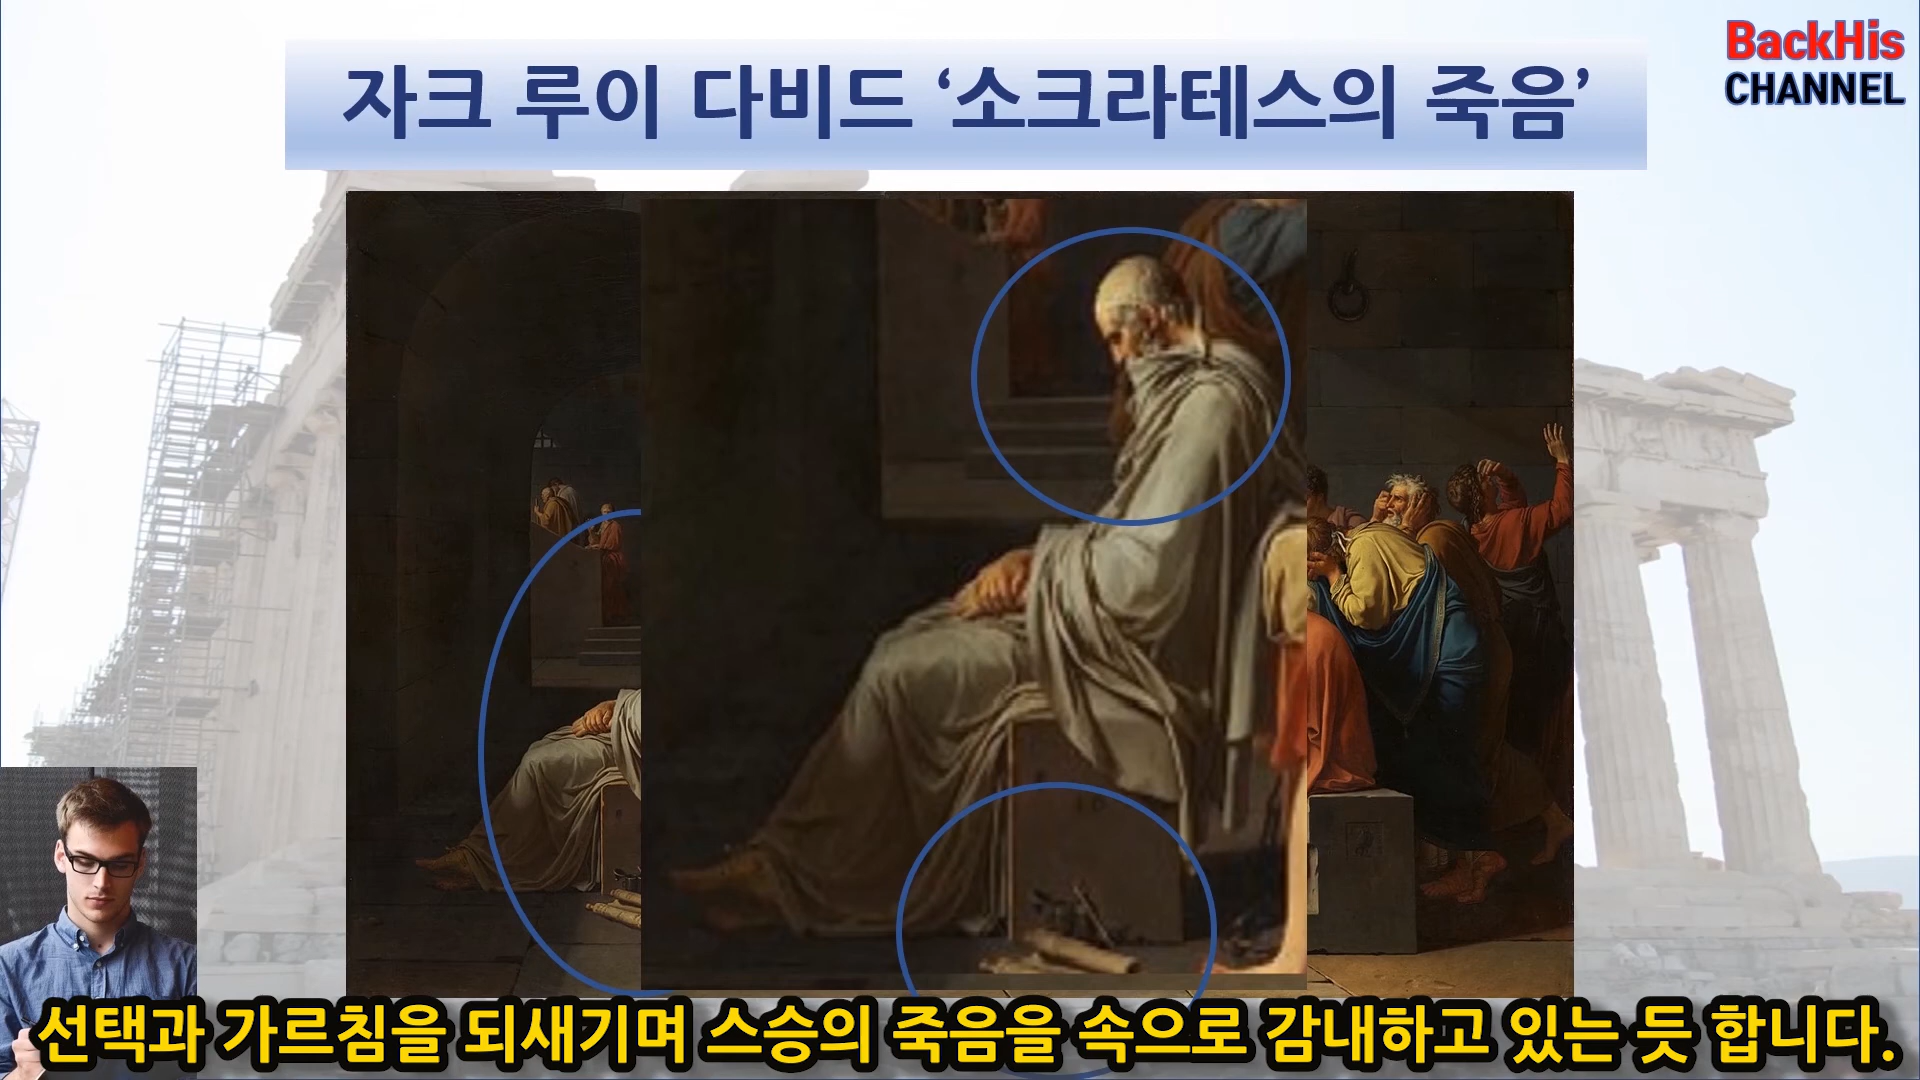 자크 루이 다비드 ‘소크라테스의 죽음’
BackHis
CHANNEL
선택과 가르침을 되새기며 스승의 죽음을 속으로 감내하고 있는 듯 합니다.